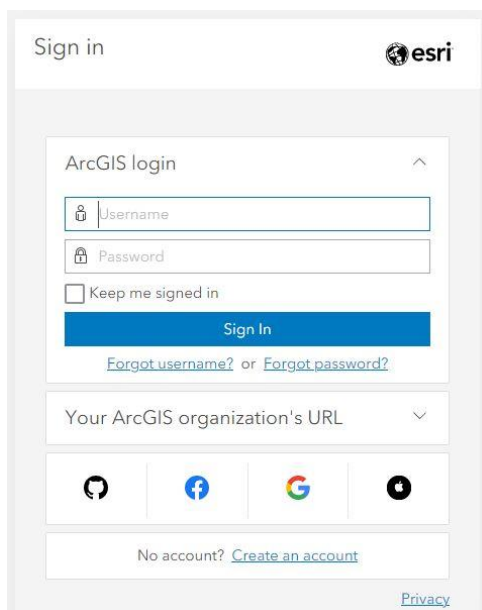 Sign in
esri
ArcGIS login
Username
Password
Keep me signed in
Sign In
Forgot username? or Forgot password?
Your ArcGIS organization's URL
No account? Create an account
Privacy